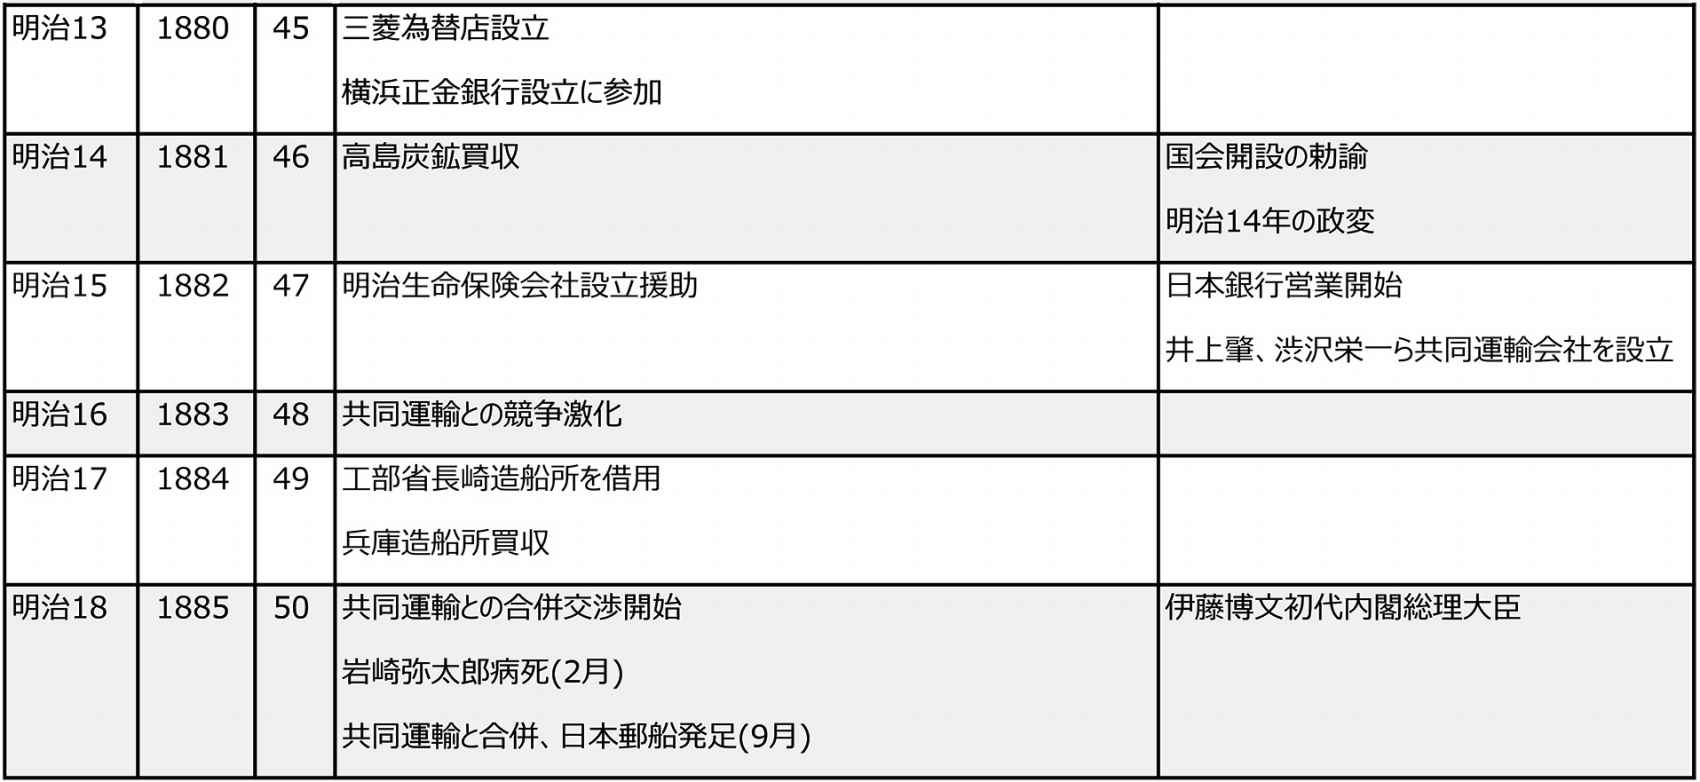 明治13 1880 45 三菱為替店設立
横浜正金銀行設立に参加
明治14 1881 46 高島炭鉱買収 国会開設の勅諭
明治14年の政変
明治15 1882 47 明治生命保険会社設立援助 日本銀行営業開始
井上肇、渋沢栄一ら共同運輸会社を設立
明治16 1883 48 共同運輸との競争激化
明治17 1884 49 工部省長崎造船所を借用
兵庫造船所買収
明治18 1885 50 共同運輸との合併交渉開始 伊藤博文初代内閣総理大臣
岩崎弥太郎病死(2月)
共同運輸と合併、日本郵船発足(9月)